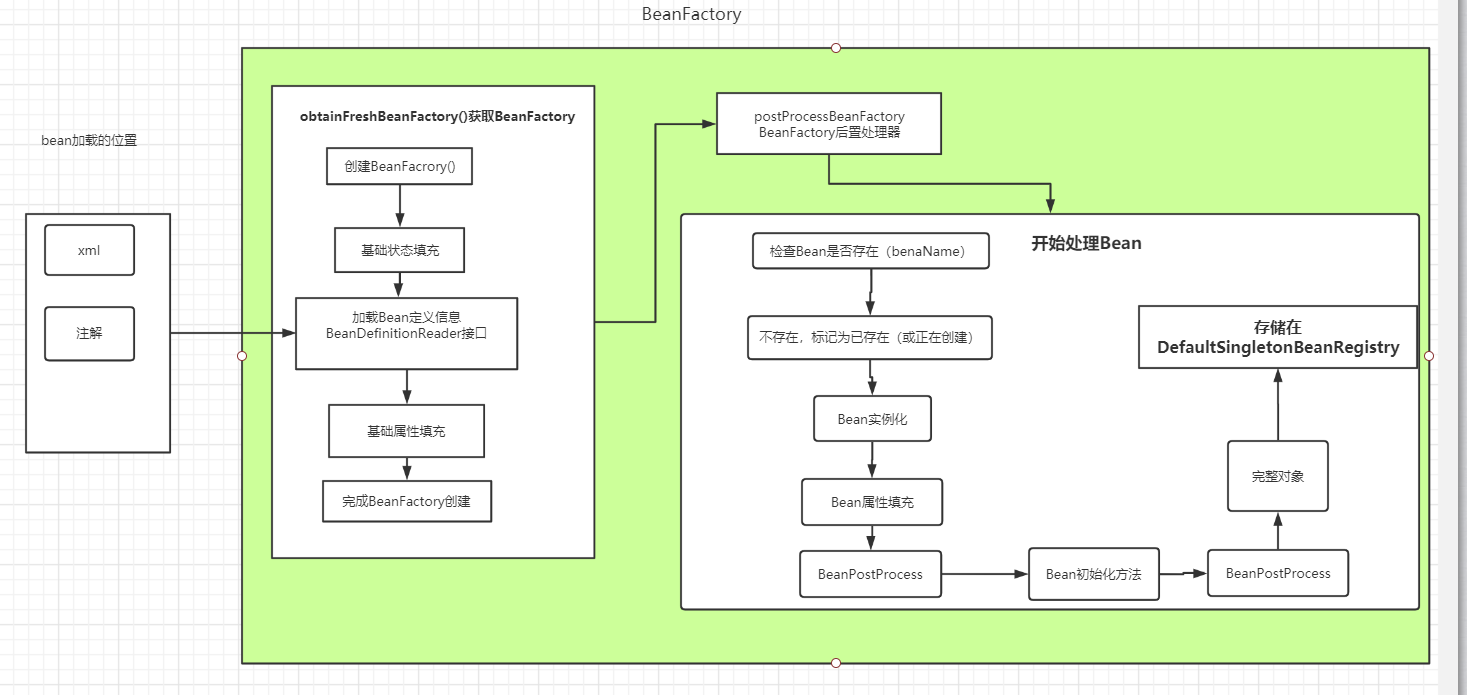 BeanFactory
bean加载的位置
xml
注解
obtainFreshBeanFactory()获取BeanFactory
创建BeanFacrory()
基础状态填充
加载Bean定义信息
BeanDefinitionReader接口
基础属性填充
完成BeanFactory创建
postProcessBeanFactory
BeanFactory后置处理器
开始处理Bean
检查Bean是否存在（benaName）
不存在，标记为已存在（或正在创建）
Bean实例化
Bean属性填充
BeanPostProcess
Bean初始化方法
BeanPostProcess
完整对象
存储在
DefaultSingletonBeanRegistry